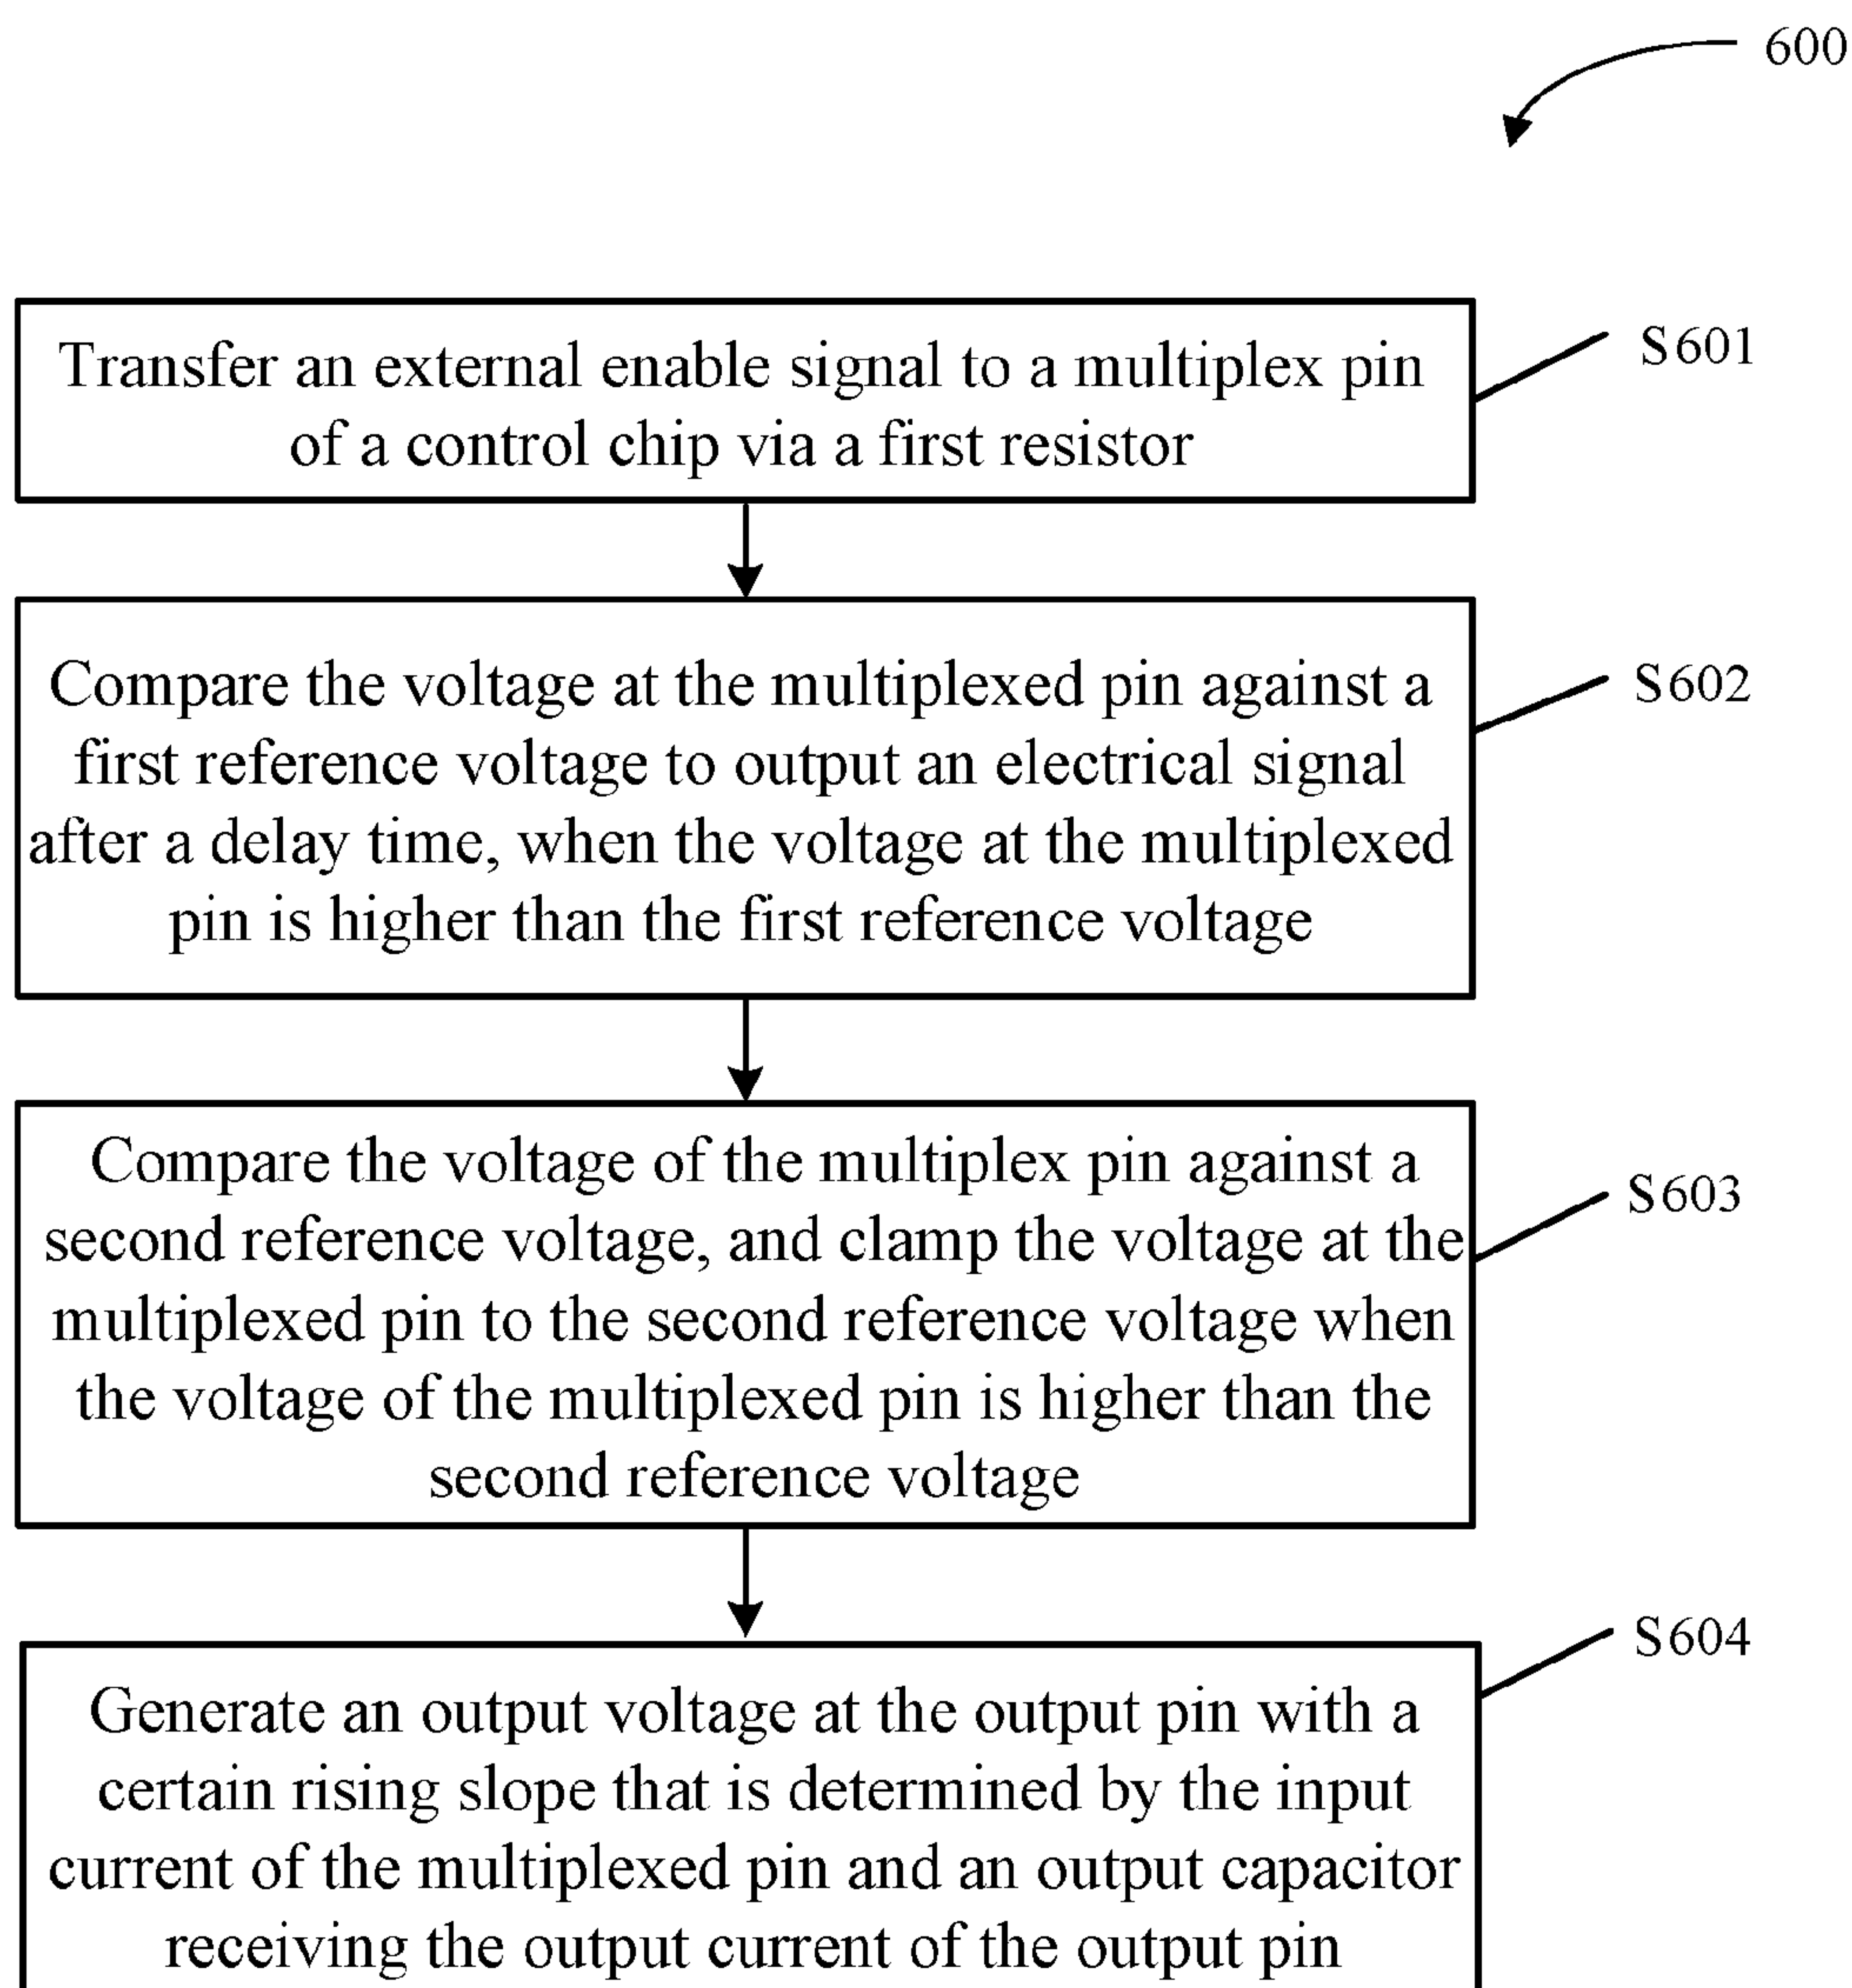 600
Transfer an external enable signal to a multiplex pin
of a control chip via a first resistor
S601
Compare the voltage at the multiplexed pin against a
first reference voltage to output an electrical signal
after a delay time, when the voltage at the multiplexed
pin is higher than the first reference voltage
S602
Compare the voltage of the multiplex pin against a
second reference voltage, and clamp the voltage at the
multiplexed pin to the second reference voltage when
the voltage of the multiplexed pin is higher than the
second reference voltage
S603
Generate an output voltage at the output pin with a
certain rising slope that is determined by the input
current of the multiplexed pin and an output capacitor
receiving the output current of the output pin
S604